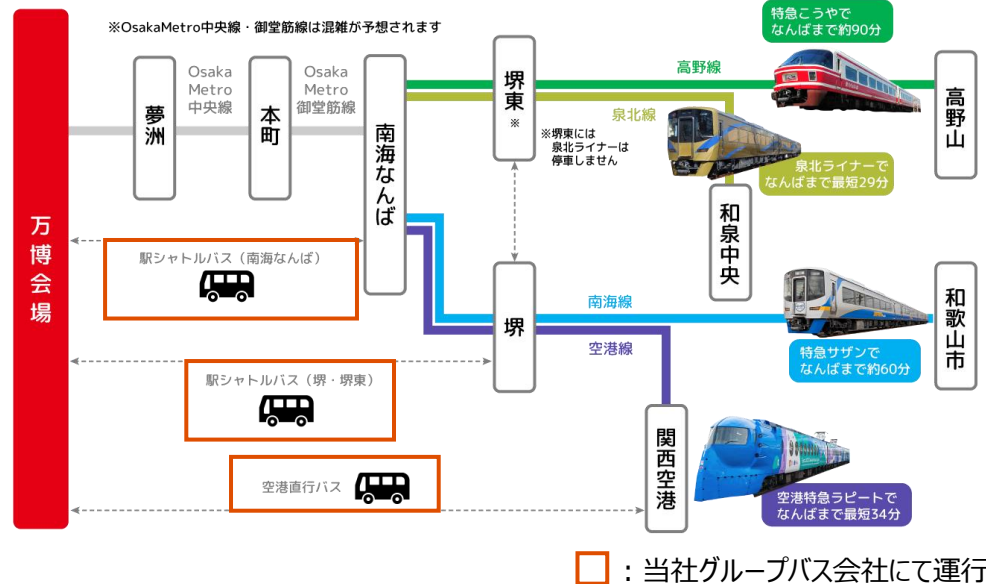 ※OsakaMetro中央線・御堂筋線は混雑が予想されます
特急こうやで
なんばまで約90分
万博会場
夢洲
Osaka
Metro
中央線
本町
Osaka
Metro
御堂筋線
南海なんば
堺東
※
※堺東には
泉北ライナーは
停車しません
高野線
泉北線
高野山
泉北ライナーで
なんばまで最短29分
和泉中央
駅シャトルバス（南海なんば）
南海線
堺
空港線
和歌山市
特急サザンで
なんばまで約60分
駅シャトルバス（堺・堺東）
関西空港
空港直行バス
空港特急ラピートで
なんばまで最短34分
：当社グループバス会社にて運行